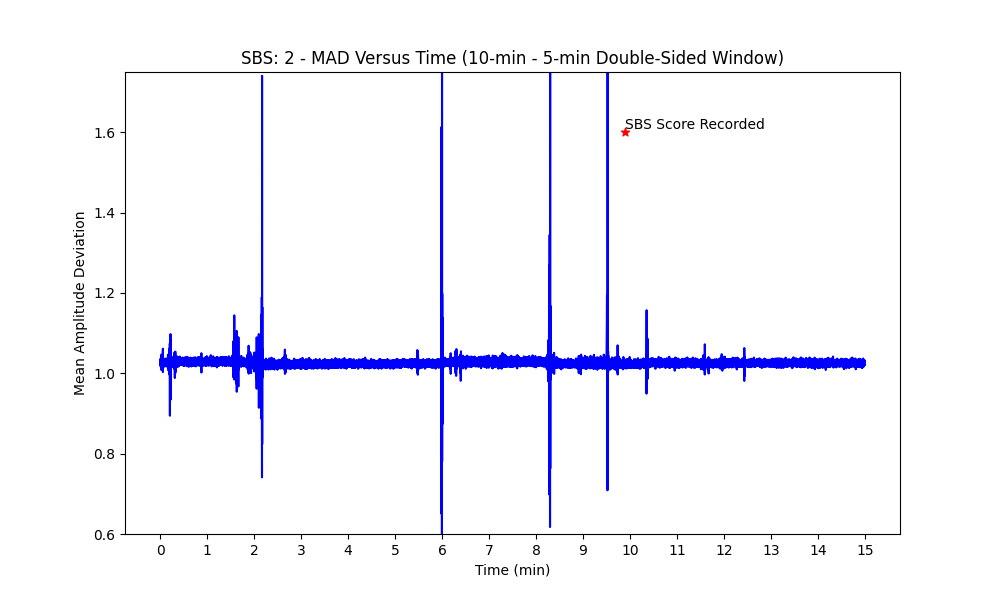 SBS: 2 - MAD Versus Time (10-min - 5-min Double-Sided Window)
SBS Score Recorded
Mean Amplitude Deviation
1.6
1.4
1.2
1.0
0.8
0.6
0 1 2 3 4 5 6 7 8 9 10 11 12 13 14 15
Time (min)